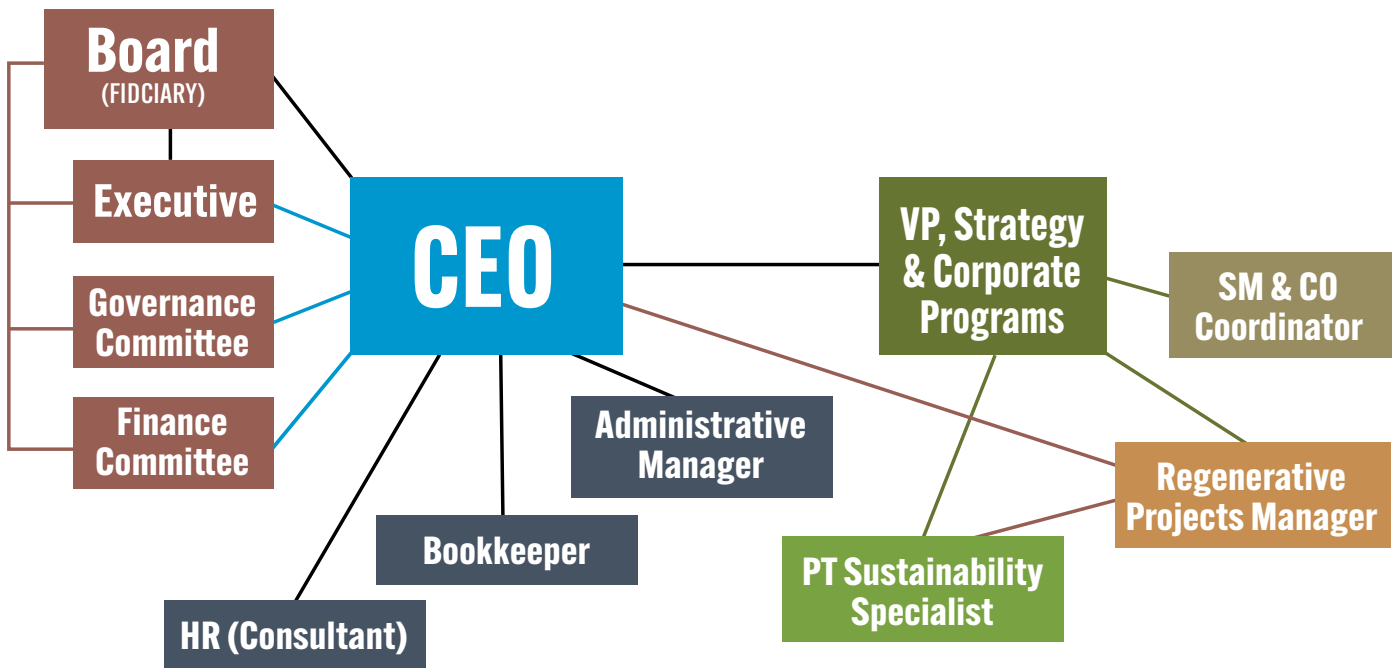 Board
(FIDCIARY)
Executive
Governance
Committee
Finance
Committee
CEO
Administrative
Manager
Bookkeeper
HR (Consultant)
VP, Strategy
& Corporate
Programs
SM & CO
Coordinator
Regenerative
Projects Manager
PT Sustainability
Specialist